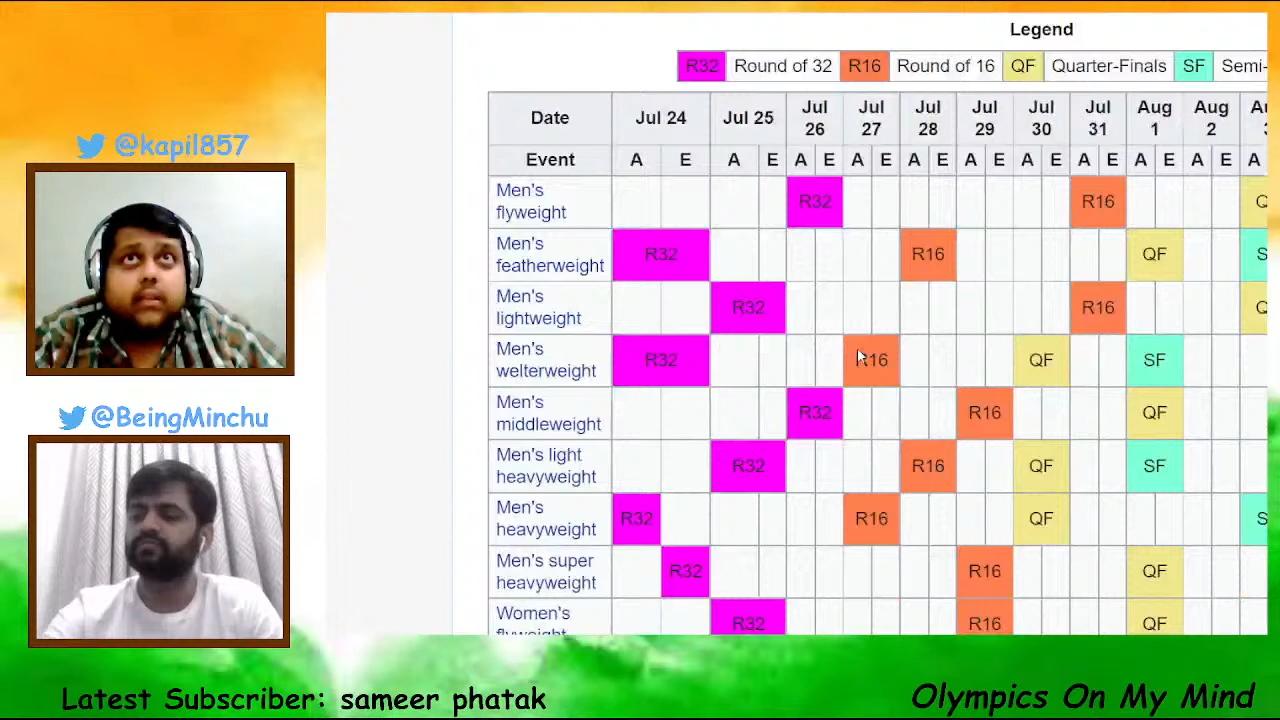 Legend
R32 Round of 32 R16 Round of 16 QF Quarter-Finals SF Semi-
Date Jul 24 Jul 25 Jul 26 Jul 27 Jul 28 Jul 29 Jul 30 Jul 31 Aug 1 Aug 2
Event A E A E A E A E A E A E A E A E A E A E A
@kapil857
Men's flyweight R32 R16 Q
Men's featherweight R32 R16 QF S
Men's lightweight R32 R16 Q
Men's welterweight R32 R16 QF SF
@BeingMinchu
Men's middleweight R32 R16 QF
Men's light heavyweight R32 R16 QF SF
Men's heavyweight R32 R16 QF S
Men's super heavyweight R32 R16 QF
Women's flyweight R32 R16 QF
Latest Subscriber: sameer phatak
Olympics On My Mind